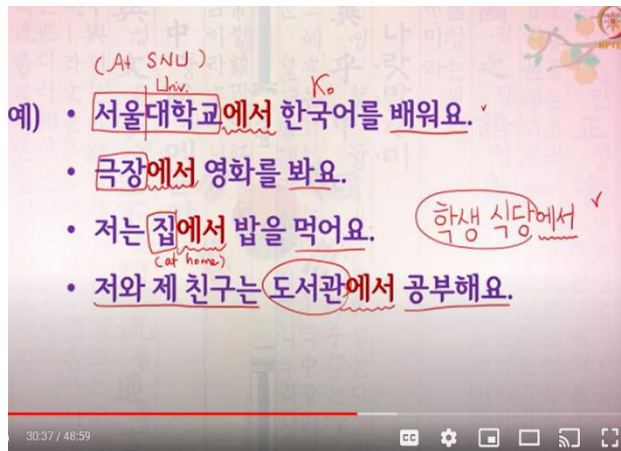 (At SNU)
Univ.
Ko
예) • 서울대학교에서 한국어를 배워요.
• 극장에서 영화를 봐요.
• 저는 집에서 밥을 먹어요.
학생 식당에서
(at home)
• 저와 제 친구는 도서관에서 공부해요.
30:37 / 48:59
CC